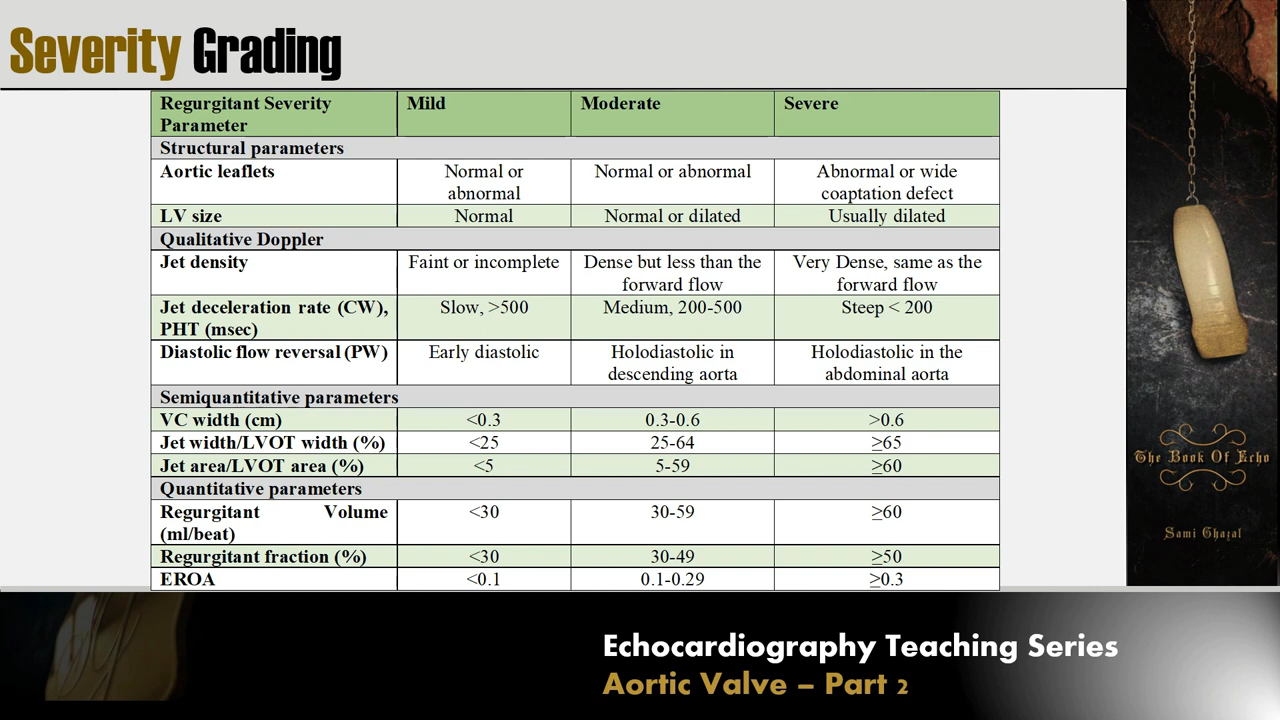 Severity Grading
Regurgitant Severity Parameter Mild Moderate Severe
Structural parameters
Aortic leaflets Normal or abnormal Normal or abnormal Abnormal or wide coaptation defect
LV size Normal Normal or dilated Usually dilated
Qualitative Doppler
Jet density Faint or incomplete Dense but less than the forward flow Very Dense, same as the forward flow
Jet deceleration rate (CW), PHT (msec) Slow, >500 Medium, 200-500 Steep < 200
Diastolic flow reversal (PW) Early diastolic Holodiastolic in descending aorta Holodiastolic in the abdominal aorta
Semiquantitative parameters
VC width (cm) <0.3 0.3-0.6 >0.6
Jet width/LVOT width (%) <25 25-64 ≥65
Jet area/LVOT area (%) <5 5-59 ≥60
Quantitative parameters
Regurgitant Volume (ml/beat) <30 30-59 ≥60
Regurgitant fraction (%) <30 30-49 ≥50
EROA <0.1 0.1-0.29 ≥0.3
The Book Of Echo
Sami Ghazal
Echocardiography Teaching Series
Aortic Valve – Part 2